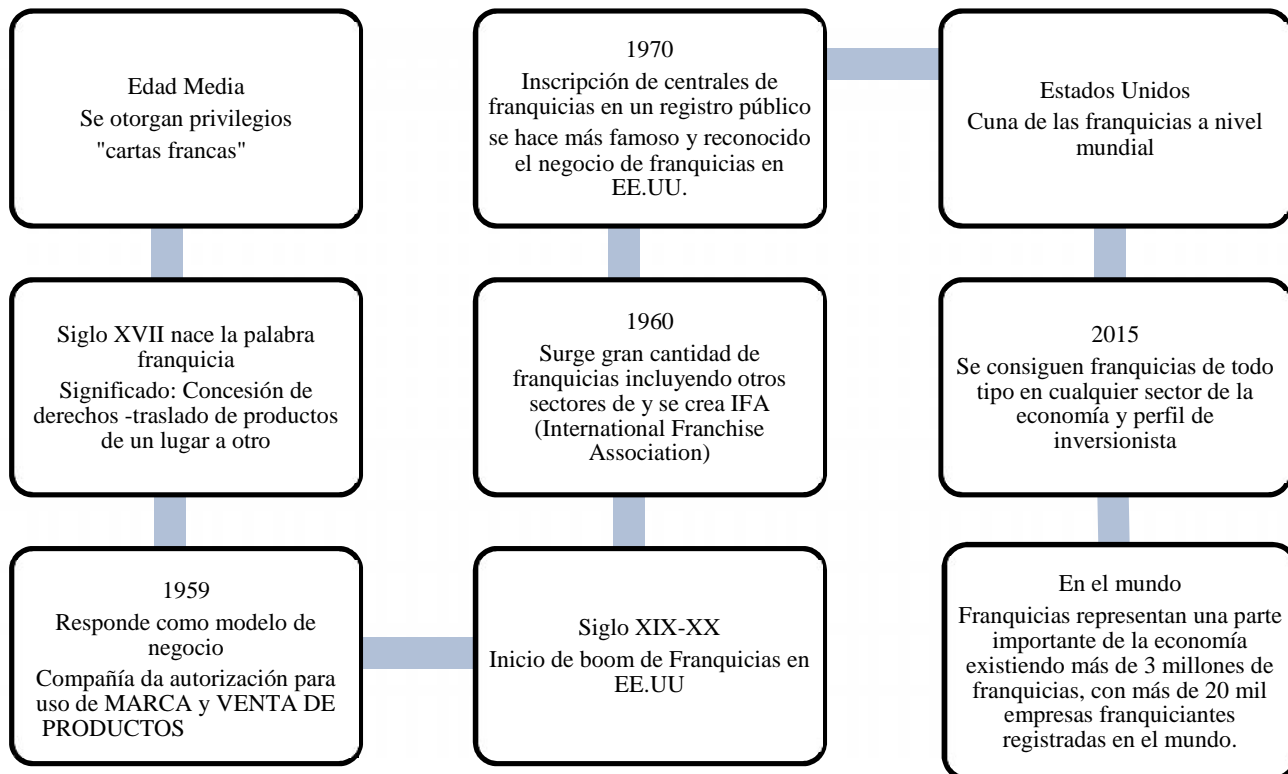 Edad Media
Se otorgan privilegios
"cartas francas"
Siglo XVII nace la palabra
franquicia
Significado: Concesión de
derechos -traslado de productos
de un lugar a otro
1959
Responde como modelo de
negocio
Compañía da autorización para
uso de MARCA y VENTA DE
PRODUCTOS
Siglo XIX-XX
Inicio de boom de Franquicias en
EE.UU
1960
Surge gran cantidad de
franquicias incluyendo otros
sectores de y se crea IFA
(International Franchise
Association)
1970
Inscripción de centrales de
franquicias en un registro público
se hace más famoso y reconocido
el negocio de franquicias en
EE.UU.
Estados Unidos
Cuna de las franquicias a nivel
mundial
2015
Se consiguen franquicias de todo
tipo en cualquier sector de la
economía y perfil de
inversionista
En el mundo
Franquicias representan una parte
importante de la economía
existiendo más de 3 millones de
franquicias, con más de 20 mil
empresas franquiciantes
registradas en el mundo.